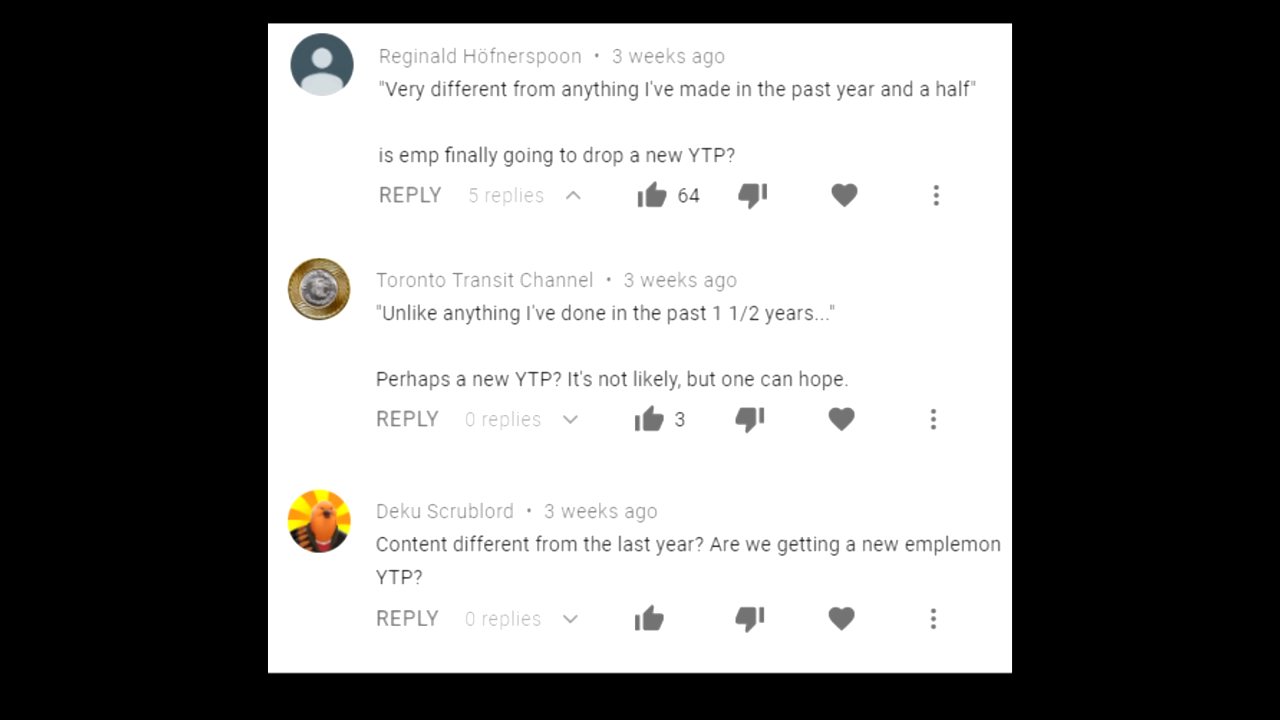 Reginald Höfnerspoon • 3 weeks ago
"Very different from anything I've made in the past year and a half"
is emp finally going to drop a new YTP?
REPLY 5 replies 64
Toronto Transit Channel • 3 weeks ago
"Unlike anything I've done in the past 1 1/2 years..."
Perhaps a new YTP? It's not likely, but one can hope.
REPLY 0 replies 3
Deku Scrublord • 3 weeks ago
Content different from the last year? Are we getting a new emplemon
YTP?
REPLY 0 replies